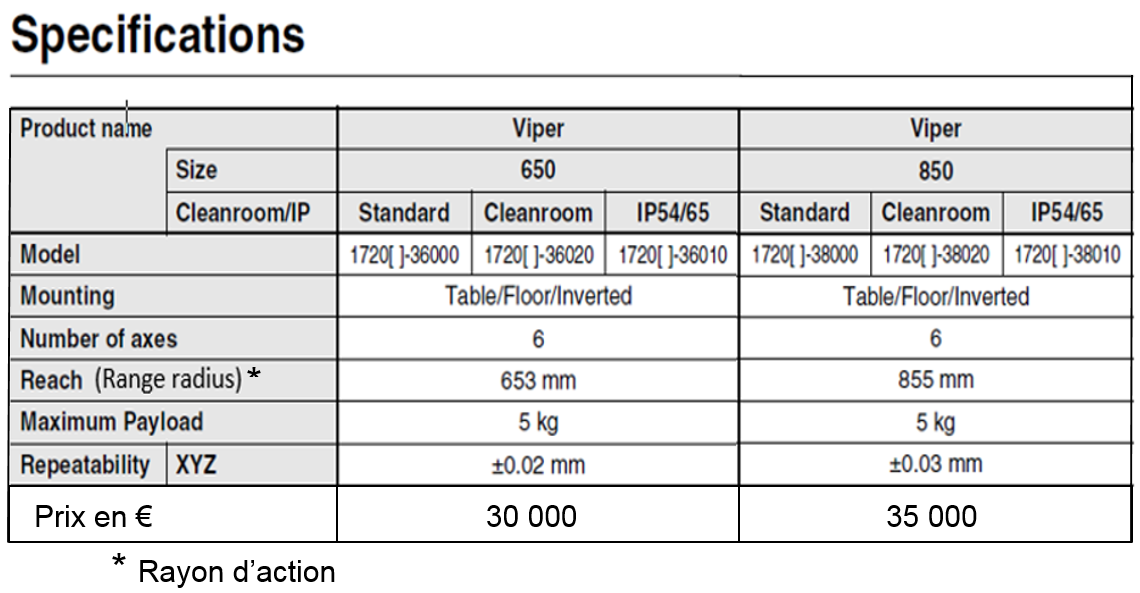 Specifications
Product name Viper Viper
Size 650 850
Cleanroom/IP Standard Cleanroom IP54/65 Standard Cleanroom IP54/65
Model 1720[ ]-36000 1720[ ]-36020 1720[ ]-36010 1720[ ]-38000 1720[ ]-38020 1720[ ]-38010
Mounting Table/Floor/Inverted Table/Floor/Inverted
Number of axes 6 6
Reach (Range radius) * 653 mm 855 mm
Maximum Payload 5 kg 5 kg
Repeatability XYZ ±0.02 mm ±0.03 mm
Prix en € 30 000 35 000
* Rayon d’action